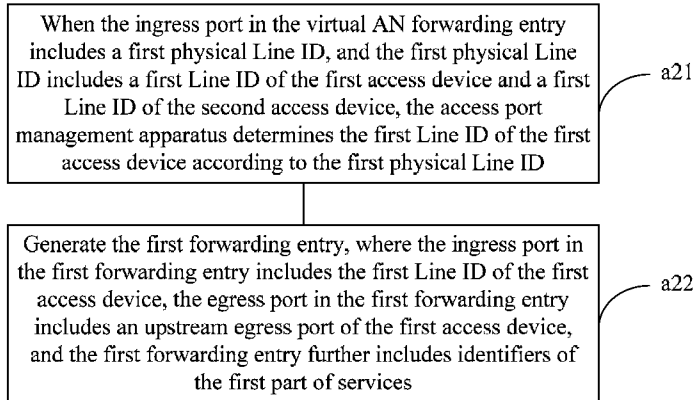 When the ingress port in the virtual AN forwarding entry
includes a first physical Line ID, and the first physical Line
ID includes a first Line ID of the first access device and a first
Line ID of the second access device, the access port
management apparatus determines the first Line ID of the first
access device according to the first physical Line ID
a21
Generate the first forwarding entry, where the ingress port in
the first forwarding entry includes the first Line ID of the first
access device, the egress port in the first forwarding entry
includes an upstream egress port of the first access device,
and the first forwarding entry further includes identifiers of
the first part of services
a22